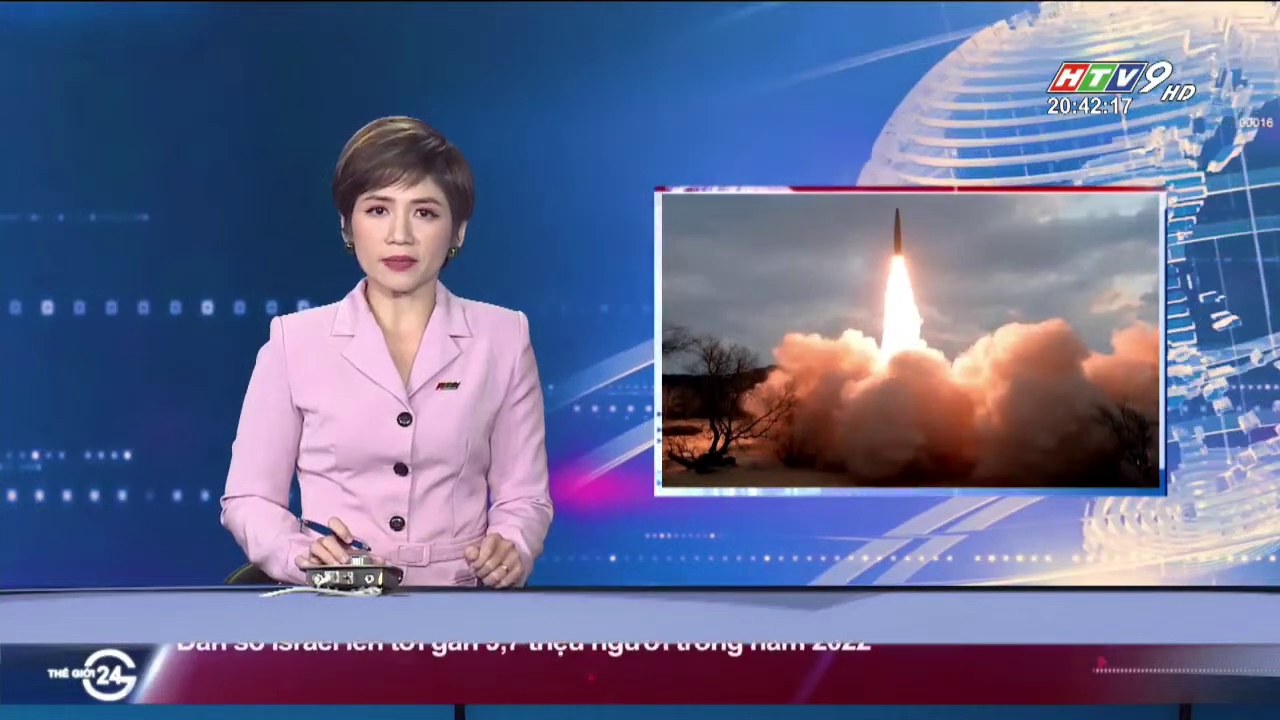 HTV9 HD
20:42:17
00016
Dân số Israel lên tới gần 9,7 triệu người trong năm 2022
THẾ GIỚI 24G